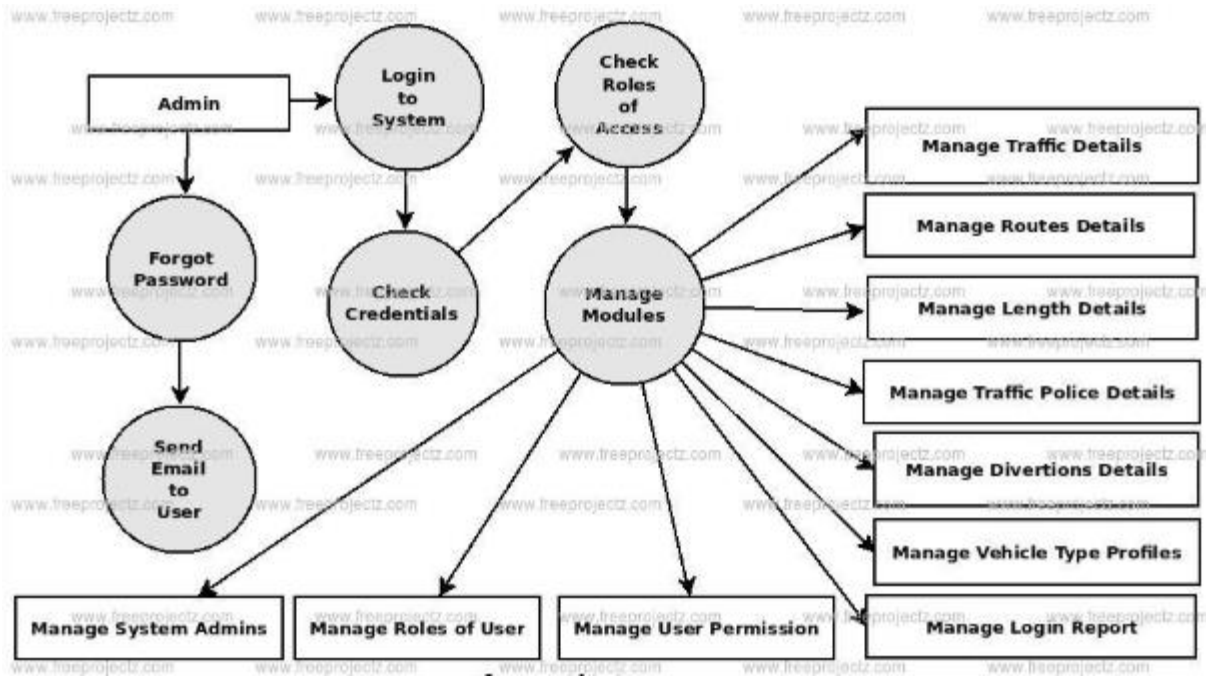 Admin
Login
to
System
Check
Roles
of
Access
Manage Traffic Details
Manage Routes Details
Forgot
Password
Check
Credentials
Manage
Modules
Manage Length Details
Manage Traffic Police Details
Send
Email
to
User
Manage Divertions Details
Manage Vehicle Type Profiles
Manage System Admins
Manage Roles of User
Manage User Permission
Manage Login Report
www.freeprojectz.com